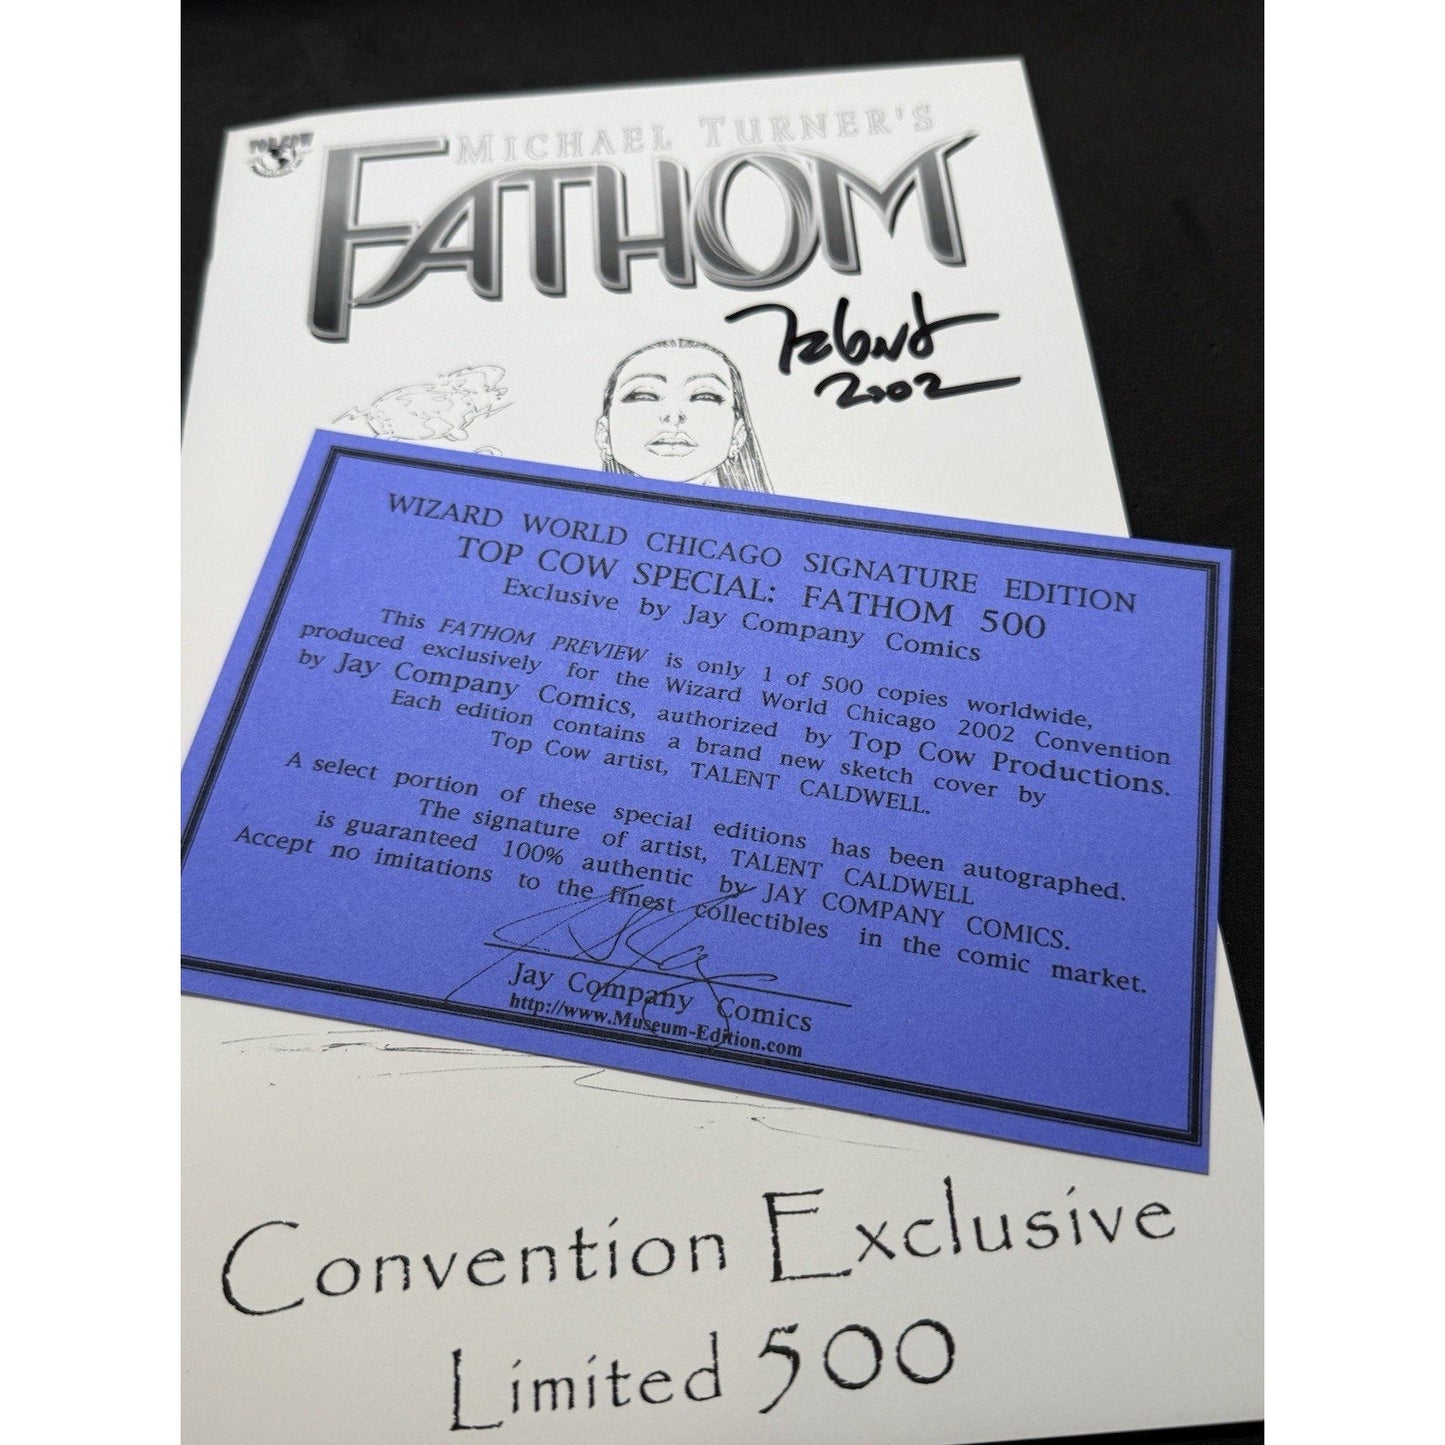 TOP COW
MICHAEL TURNER'S
FATHOM
Talent
2002
WIZARD WORLD CHICAGO SIGNATURE EDITION
TOP COW SPECIAL: FATHOM 500
Exclusive by Jay Company Comics
This FATHOM PREVIEW is only 1 of 500 copies worldwide,
produced exclusively for the Wizard World Chicago 2002 Convention
by Jay Company Comics, authorized by Top Cow Productions.
Each edition contains a brand new sketch cover by
Top Cow artist, TALENT CALDWELL.
A select portion of these special editions has been autographed.
The signature of artist, TALENT CALDWELL
is guaranteed 100% authentic by JAY COMPANY COMICS.
Accept no imitations to the finest collectibles in the comic market.
Jay Company Comics
http://www.Museum-Edition.com
Convention Exclusive
Limited 500